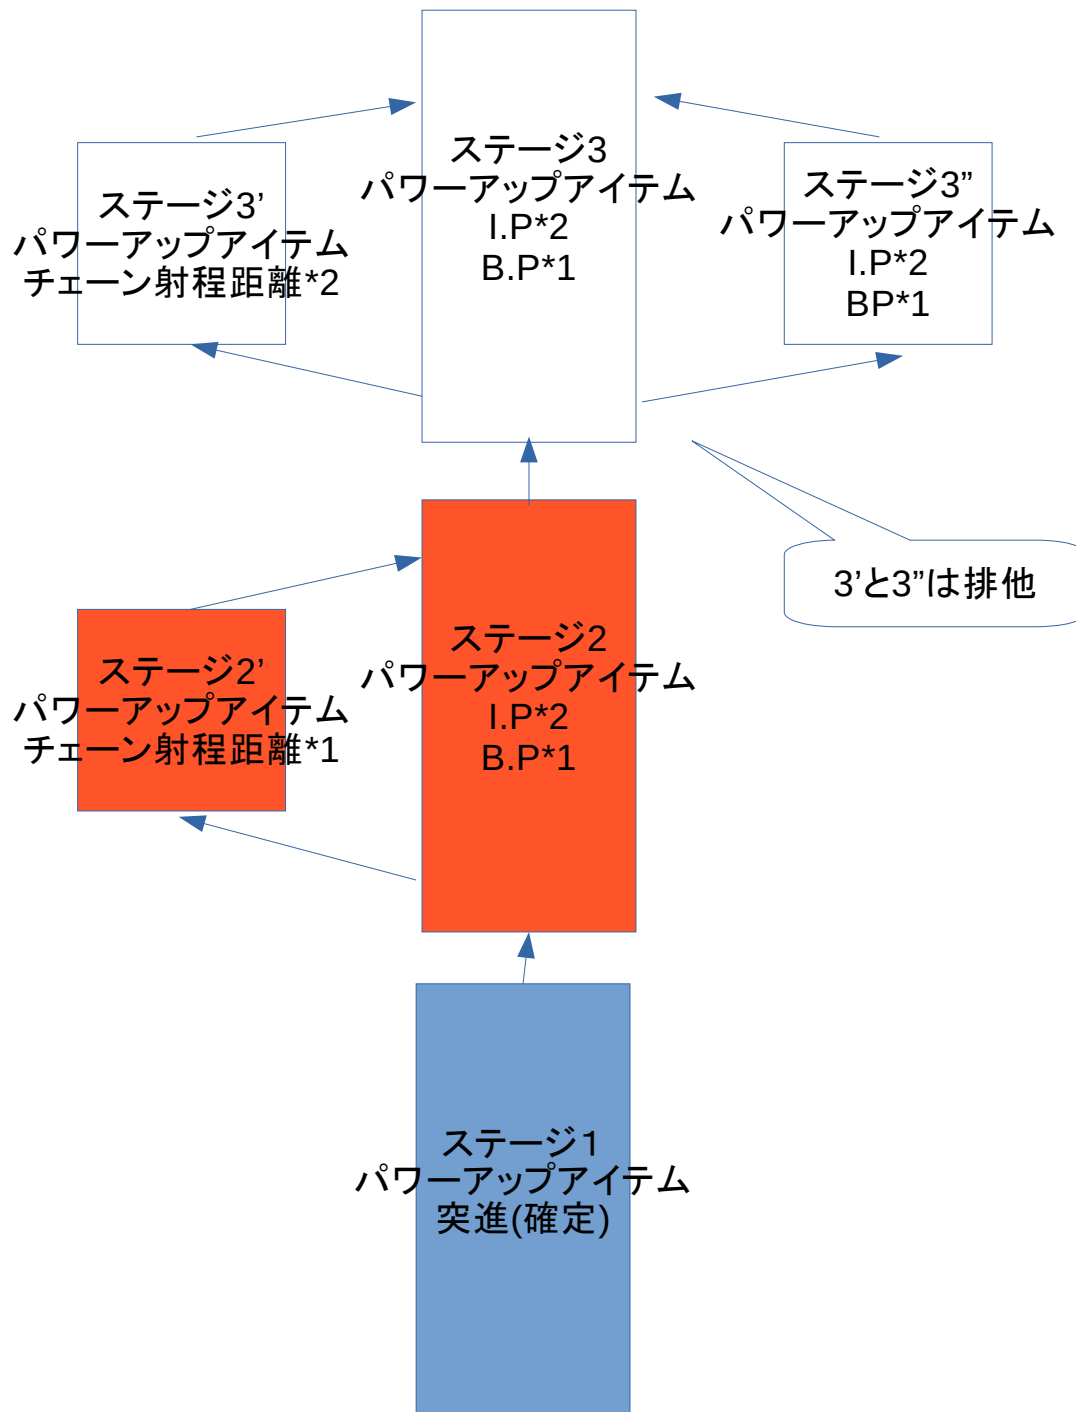 ステージ3
パワーアップアイテム
I.P*2
B.P*1
ステージ3’
パワーアップアイテム
チェーン射程距離*2
ステージ3”
パワーアップアイテム
I.P*2
BP*1
3’と3”は排他
ステージ2
パワーアップアイテム
I.P*2
B.P*1
ステージ2’
パワーアップアイテム
チェーン射程距離*1
ステージ１
パワーアップアイテム
突進(確定)